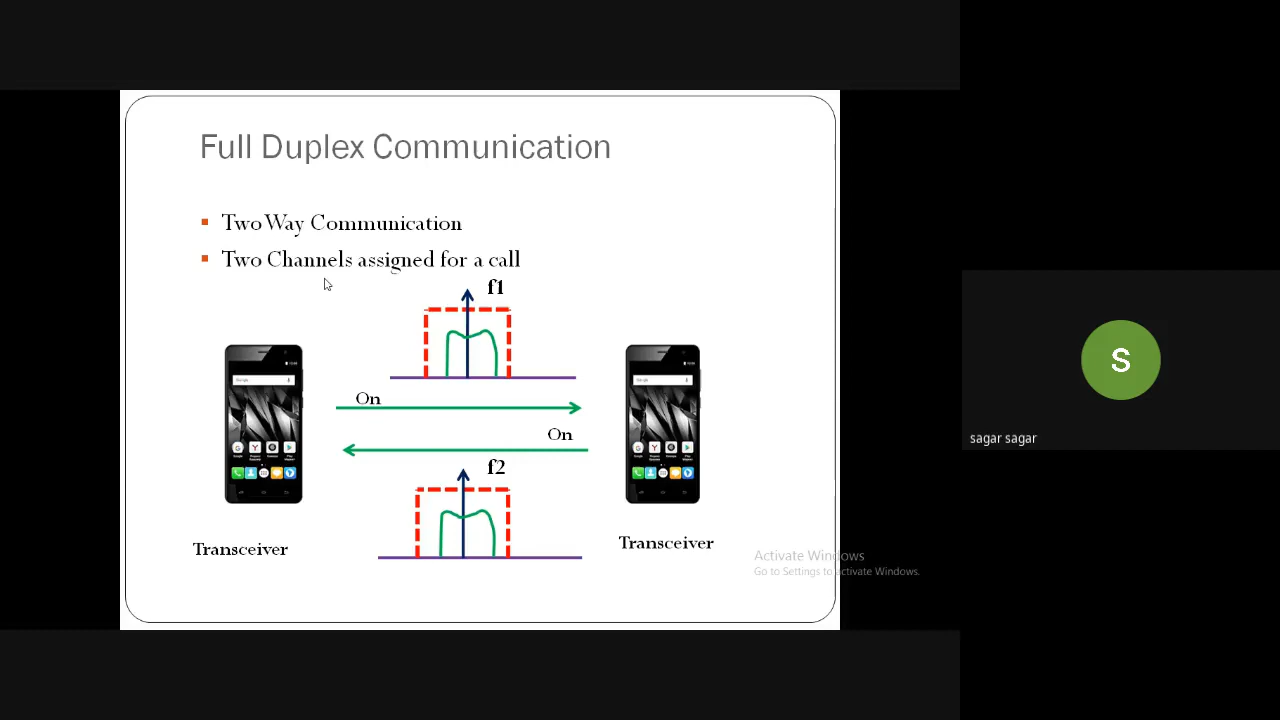 Full Duplex Communication
Two Way Communication
Two Channels assigned for a call
f1
On
On
f2
Transceiver
Transceiver
Activate Windows
Go to Settings to activate Windows.
S
sagar sagar